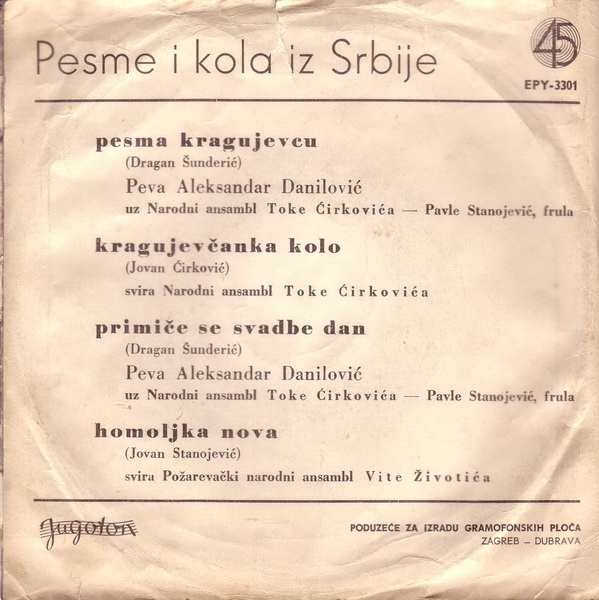 45
Pesme i kola iz Srbije
EPY-3301
pesma kragujevcu
(Dragan Šunderić)
Peva Aleksandar Danilović
uz Narodni ansambl Toke Ćirkovića — Pavle Stanojević, frula
kragujevčanka kolo
(Jovan Ćirković)
svira Narodni ansambl Toke Ćirkovića
primiče se svadbe dan
(Dragan Šunderić)
Peva Aleksandar Danilović
uz Narodni ansambl Toke Ćirkovića — Pavle Stanojević, frula
homoljka nova
(Jovan Stanojević)
svira Požarevački narodni ansambl Vite Živótića
Jugoton
PODUZEĆE ZA IZRADU GRAMOFONSKIH PLOČA
ZAGREB – DUBRAVA